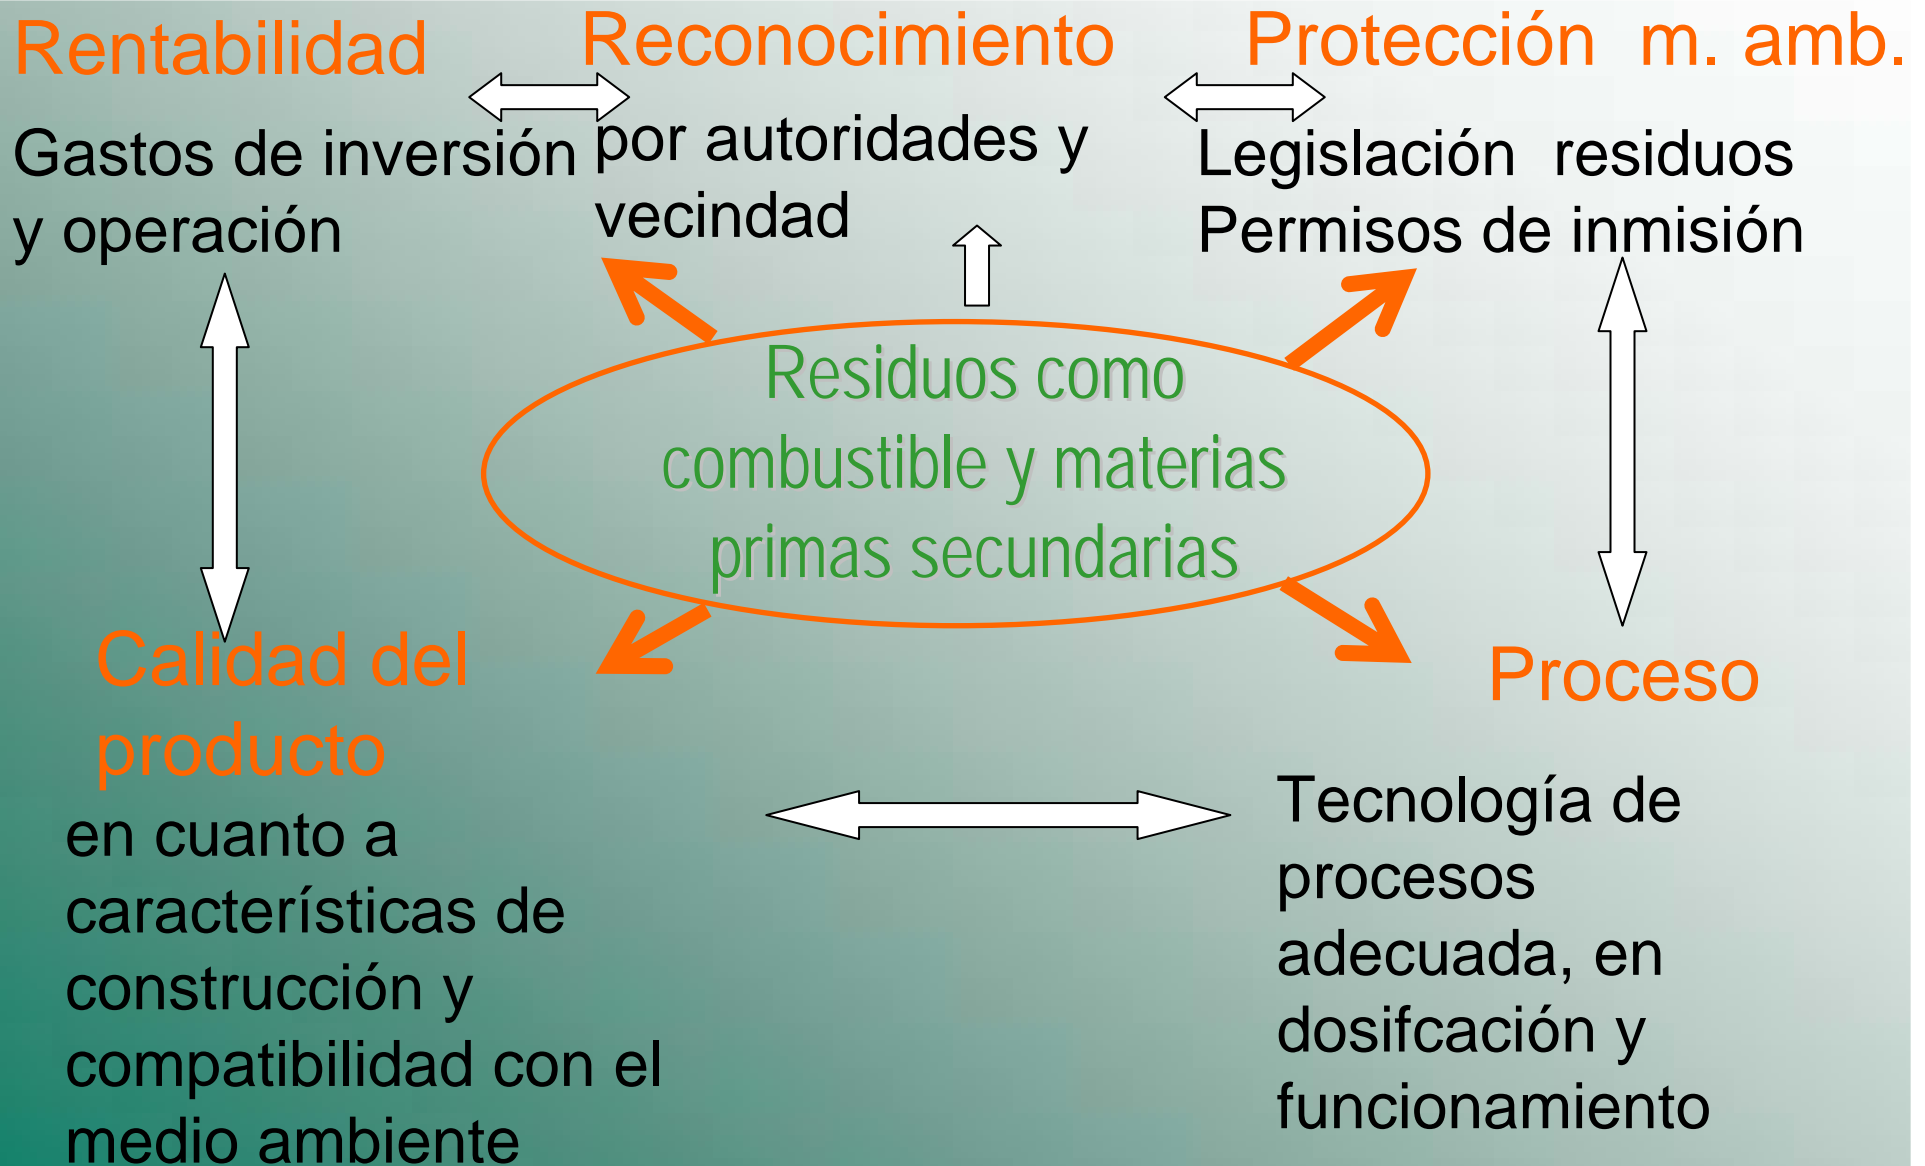 Rentabilidad
Gastos de inversión
y operación
Reconocimiento
por autoridades y
vecindad
Protección m. amb.
Legislación residuos
Permisos de inmisión
Residuos como
combustible y materias
primas secundarias
Calidad del
producto
en cuanto a
características de
construcción y
compatibilidad con el
medio ambiente
Proceso
Tecnología de
procesos
adecuada, en
dosifcación y
funcionamiento